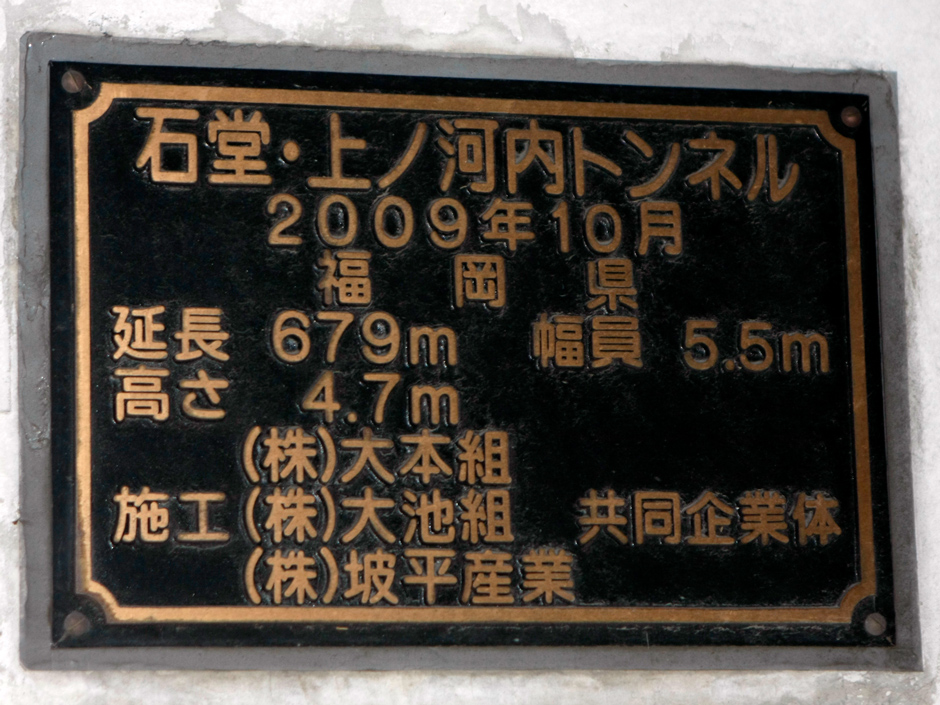 石堂・上ノ河内トンネル
2009年10月
福岡県
延長 679m 幅員 5.5m
高さ 4.7m
(株)大本組
施工 (株)大池組 共同企業体
(株)坡平産業